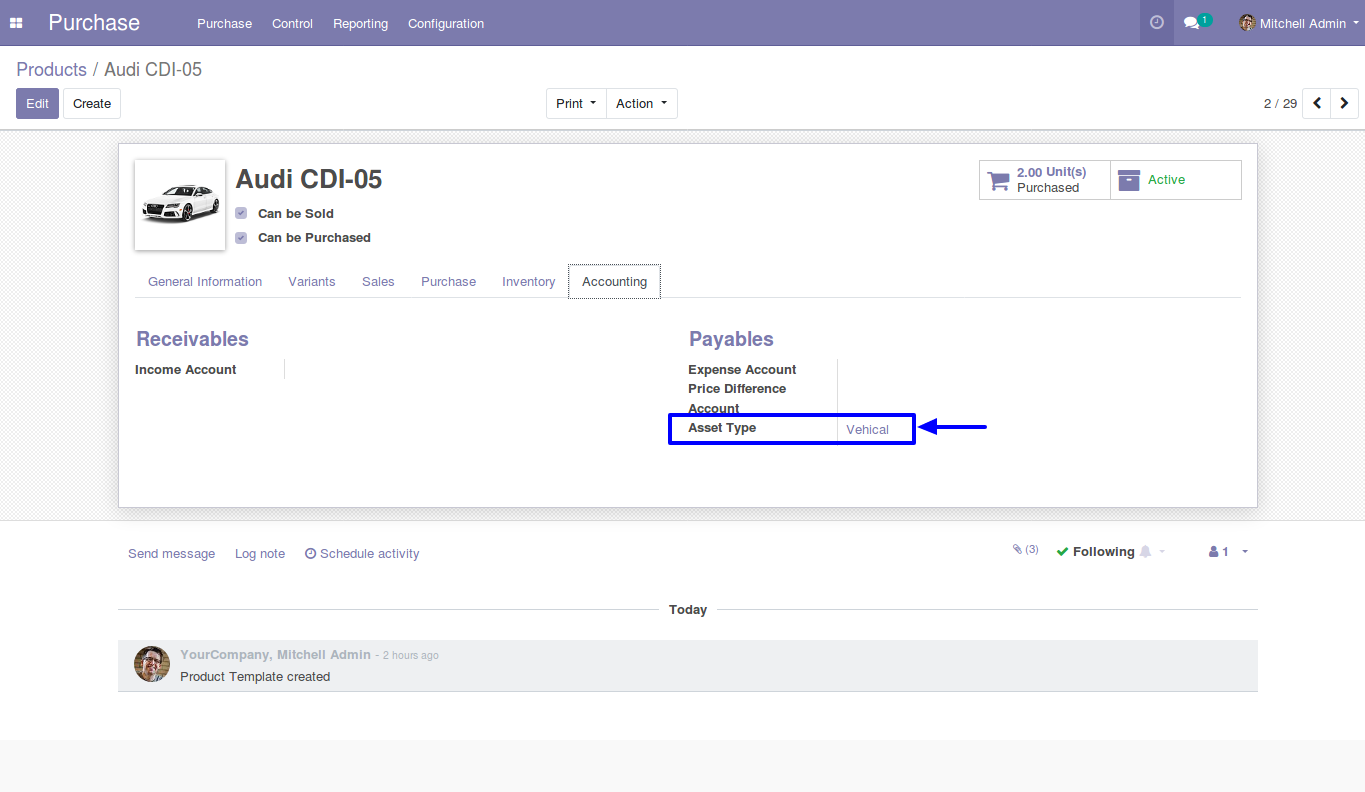 Purchase
Purchase Control Reporting Configuration
1
Mitchell Admin
Products / Audi CDI-05
Edit Create
Print Action
2 / 29
Audi CDI-05
Can be Sold
Can be Purchased
2.00 Unit(s)
Purchased
Active
General Information Variants Sales Purchase Inventory Accounting
Receivables
Income Account
Payables
Expense Account
Price Difference
Account
Asset Type Vehical
Send message Log note Schedule activity
(3) Following 1
Today
YourCompany, Mitchell Admin - 2 hours ago
Product Template created